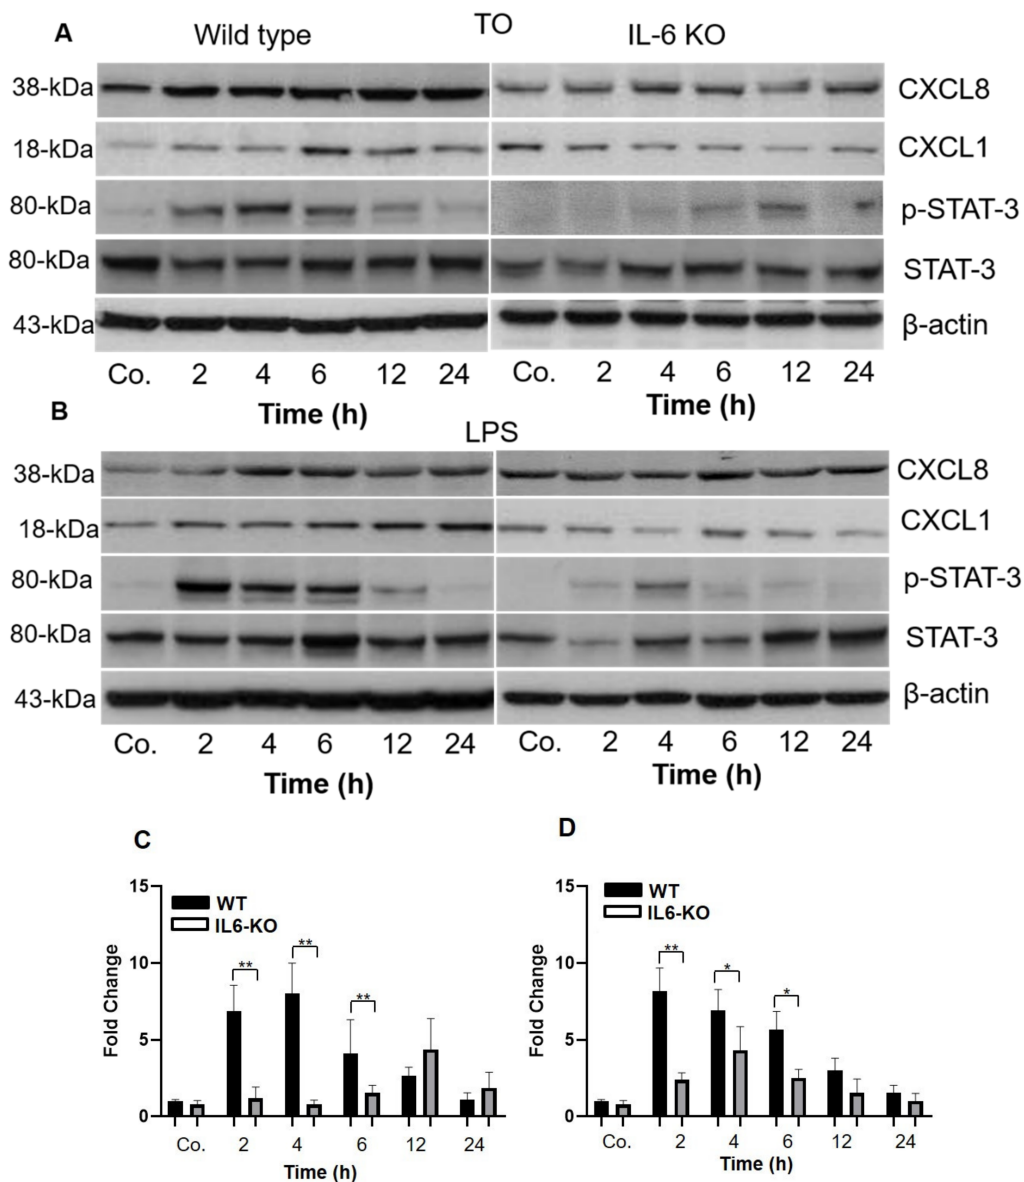 A
Wild type
TO
IL-6 KO
38-kDa
CXCL8
18-kDa
CXCL1
80-kDa
p-STAT-3
80-kDa
STAT-3
43-kDa
β-actin
Co. 2 4 6 12 24
Co. 2 4 6 12 24
Time (h)
Time (h)
B
LPS
38-kDa
CXCL8
18-kDa
CXCL1
80-kDa
p-STAT-3
80-kDa
STAT-3
43-kDa
β-actin
Co. 2 4 6 12 24
Co. 2 4 6 12 24
Time (h)
Time (h)
C
15
10
5
0
Fold Change
WT
IL6-KO
**
**
**
Co. 2 4 6 12 24
Time (h)
D
15
10
5
0
Fold Change
WT
IL6-KO
**
*
*
Co. 2 4 6 12 24
Time (h)